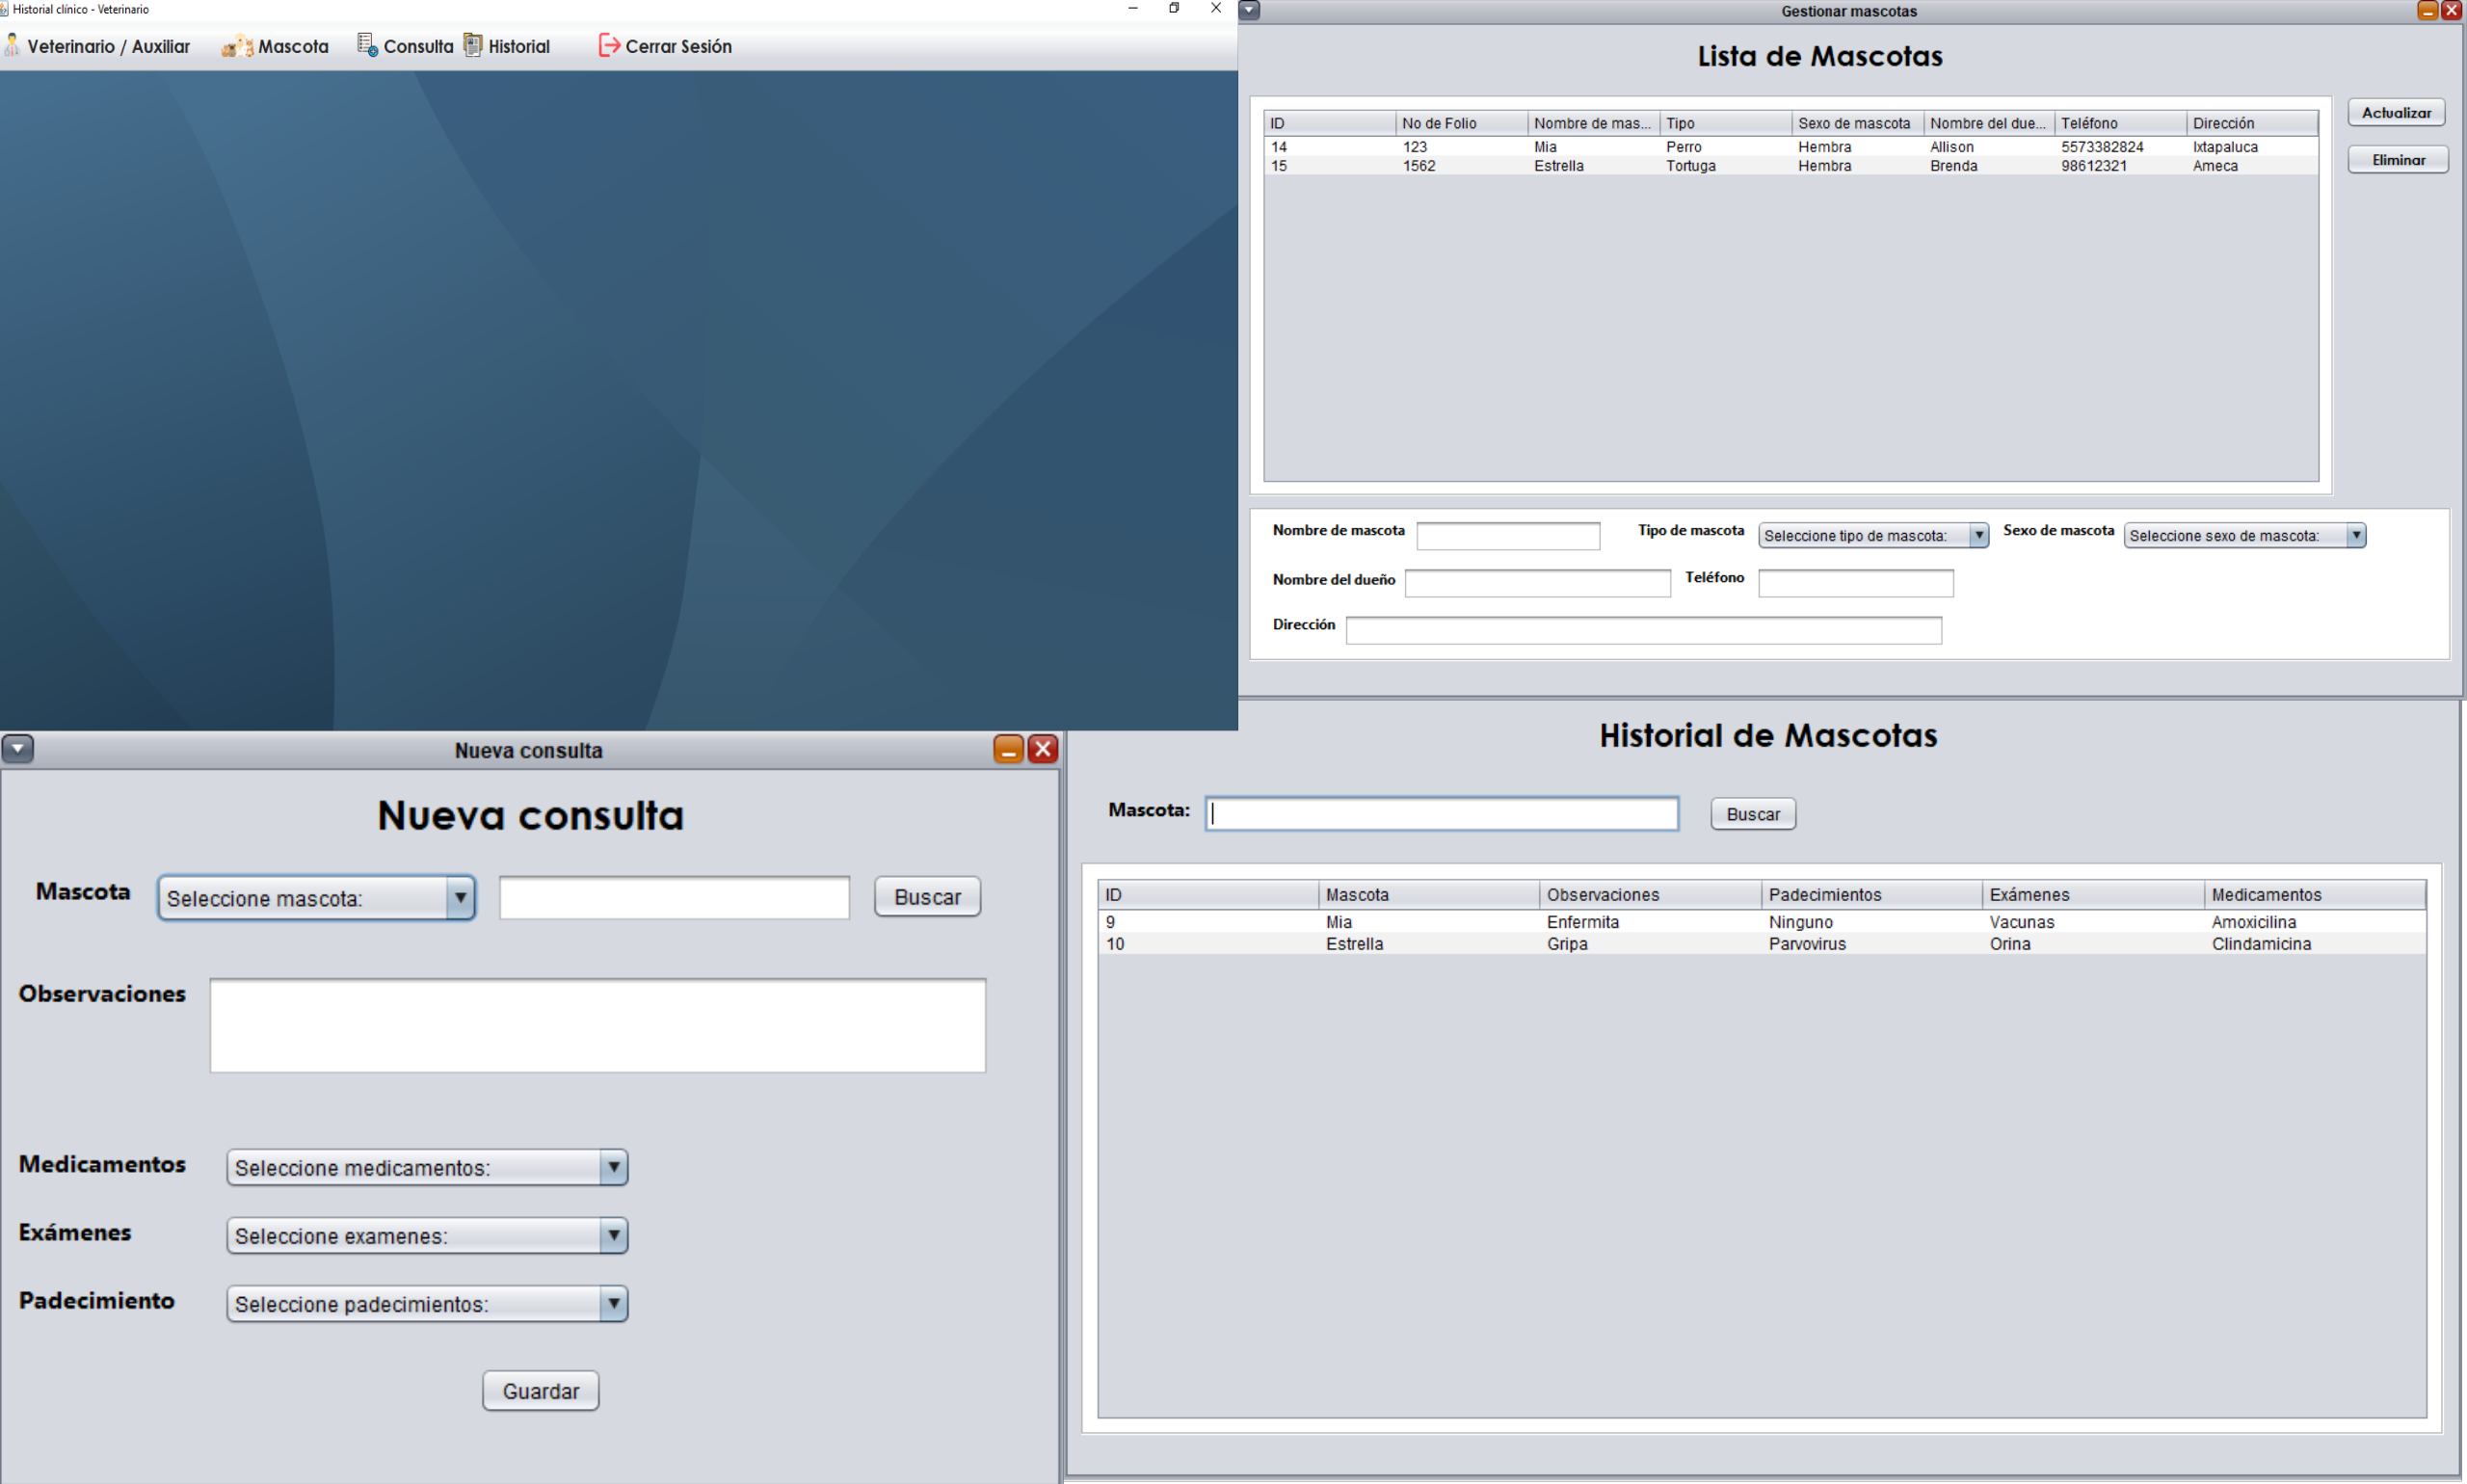 Historial clínico - Veterinario
Veterinario / Auxiliar Mascota Consulta Historial Cerrar Sesión
Gestionar mascotas
Lista de Mascotas
ID No de Folio Nombre de mas... Tipo Sexo de mascota Nombre del due... Teléfono Dirección
14 123 Mia Perro Hembra Allison 5573382824 Ixtapaluca
15 1562 Estrella Tortuga Hembra Brenda 98612321 Ameca
Actualizar
Eliminar
Nombre de mascota Tipo de mascota Seleccione tipo de mascota: Sexo de mascota Seleccione sexo de mascota:
Nombre del dueño Teléfono
Dirección
Nueva consulta
Nueva consulta
Mascota Seleccione mascota: Buscar
Observaciones
Medicamentos Seleccione medicamentos:
Exámenes Seleccione examenes:
Padecimiento Seleccione padecimientos:
Guardar
Historial de Mascotas
Mascota: Buscar
ID Mascota Observaciones Padecimientos Exámenes Medicamentos
9 Mia Enfermita Ninguno Vacunas Amoxicilina
10 Estrella Gripa Parvovirus Orina Clindamicina